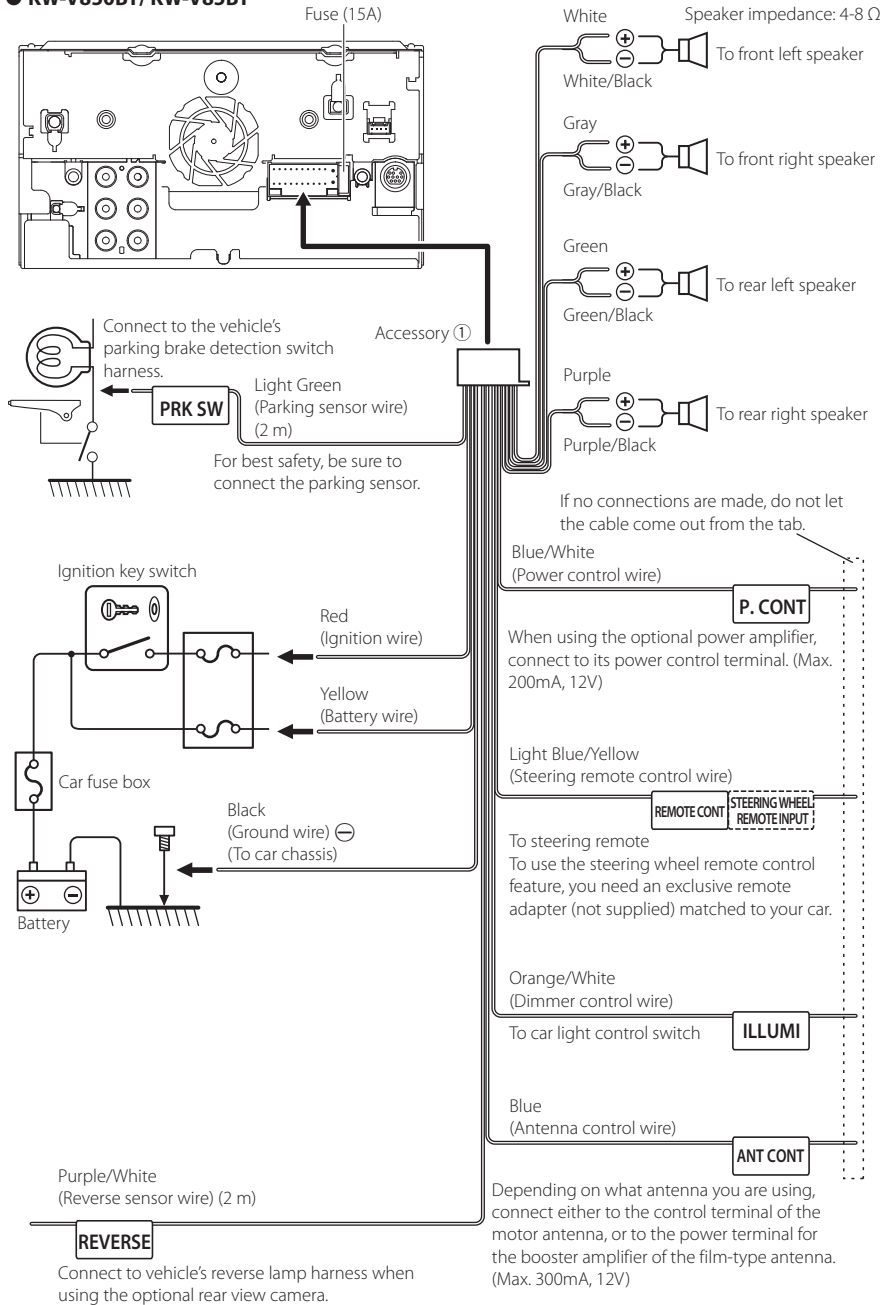 ● KW-V850BT/ KW-V85BT
Fuse (15A)
White
Speaker impedance: 4-8 Ω
⊕
⊖
To front left speaker
White/Black
Gray
⊕
⊖
To front right speaker
Gray/Black
Green
⊕
⊖
To rear left speaker
Green/Black
Purple
⊕
⊖
To rear right speaker
Purple/Black
Accessory ①
Connect to the vehicle's
parking brake detection switch
harness.
PRK SW
Light Green
(Parking sensor wire)
(2 m)
For best safety, be sure to
connect the parking sensor.
If no connections are made, do not let
the cable come out from the tab.
Blue/White
(Power control wire)
P. CONT
When using the optional power amplifier,
connect to its power control terminal. (Max.
200mA, 12V)
Ignition key switch
Red
(Ignition wire)
Yellow
(Battery wire)
Car fuse box
Black
(Ground wire) ⊖
(To car chassis)
⊕ ⊖
Battery
Light Blue/Yellow
(Steering remote control wire)
REMOTE CONT
STEERING WHEEL
REMOTE INPUT
To steering remote
To use the steering wheel remote control
feature, you need an exclusive remote
adapter (not supplied) matched to your car.
Orange/White
(Dimmer control wire)
To car light control switch
ILLUMI
Blue
(Antenna control wire)
ANT CONT
Depending on what antenna you are using,
connect either to the control terminal of the
motor antenna, or to the power terminal for
the booster amplifier of the film-type antenna.
(Max. 300mA, 12V)
Purple/White
(Reverse sensor wire) (2 m)
REVERSE
Connect to vehicle's reverse lamp harness when
using the optional rear view camera.